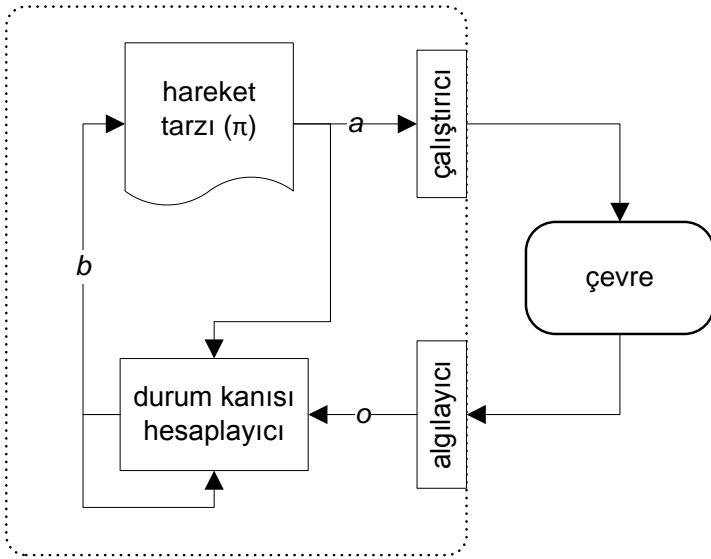 hareket
tarzı (π)
a
çalıştırıcı
b
çevre
durum kanısı
hesaplayıcı
o
algılayıcı